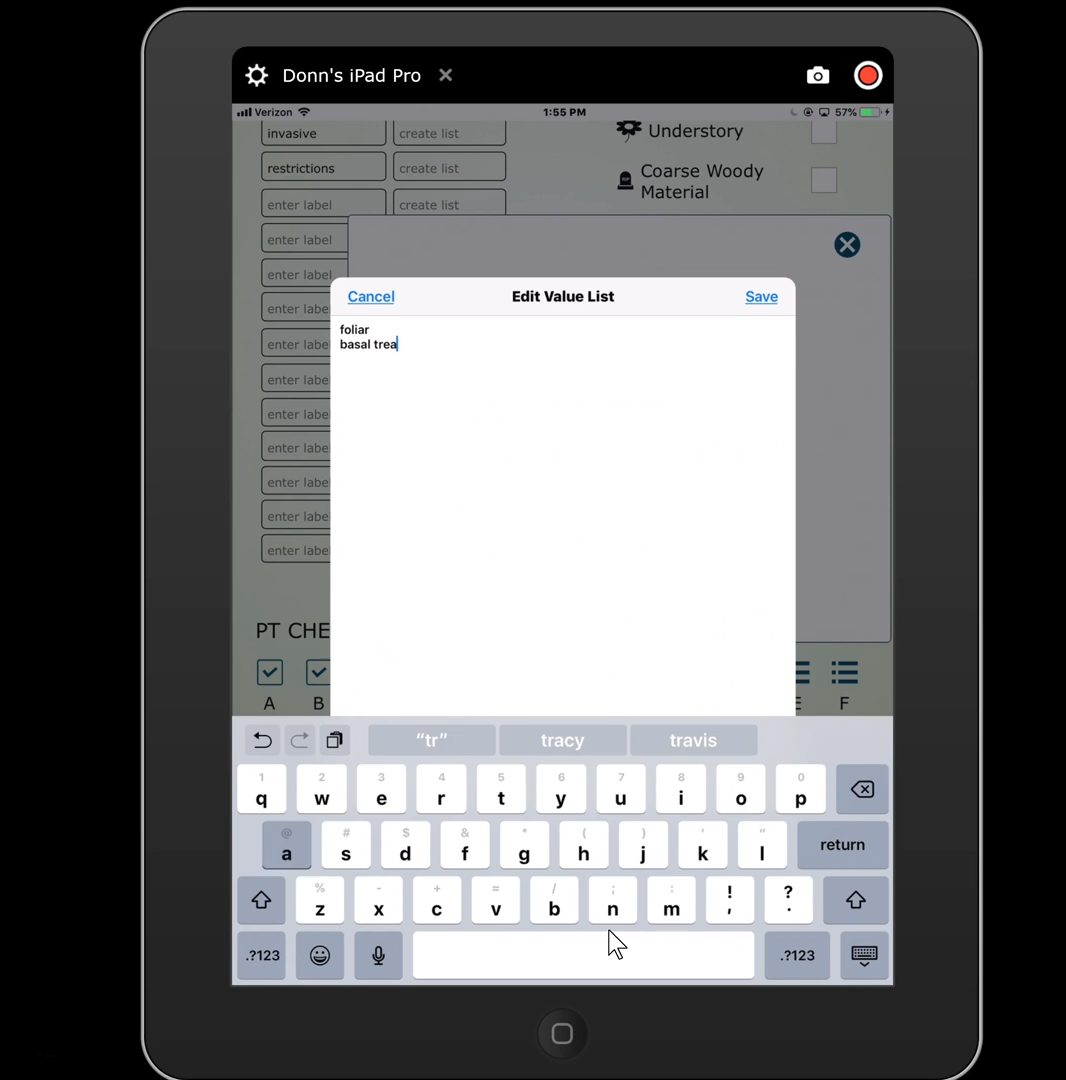 Donn's iPad Pro
Verizon 1:55 PM 57%
invasive create list Understory
restrictions create list Coarse Woody
Material
enter label create list
enter label
enter label
Cancel Edit Value List Save
enter labe
foliar
enter labe basal trea
enter labe
enter labe
enter labe
enter labe
enter labe
enter labe
PT CHE
A B E F
“tr” tracy travis
1 2 3 4 5 6 7 8 9 0
q w e r t y u i o p
@ # $ & * ( ) ' "
a s d f g h j k l return
% - + = / ; : ! ?
z x c v b n m , .
.?123 .?123